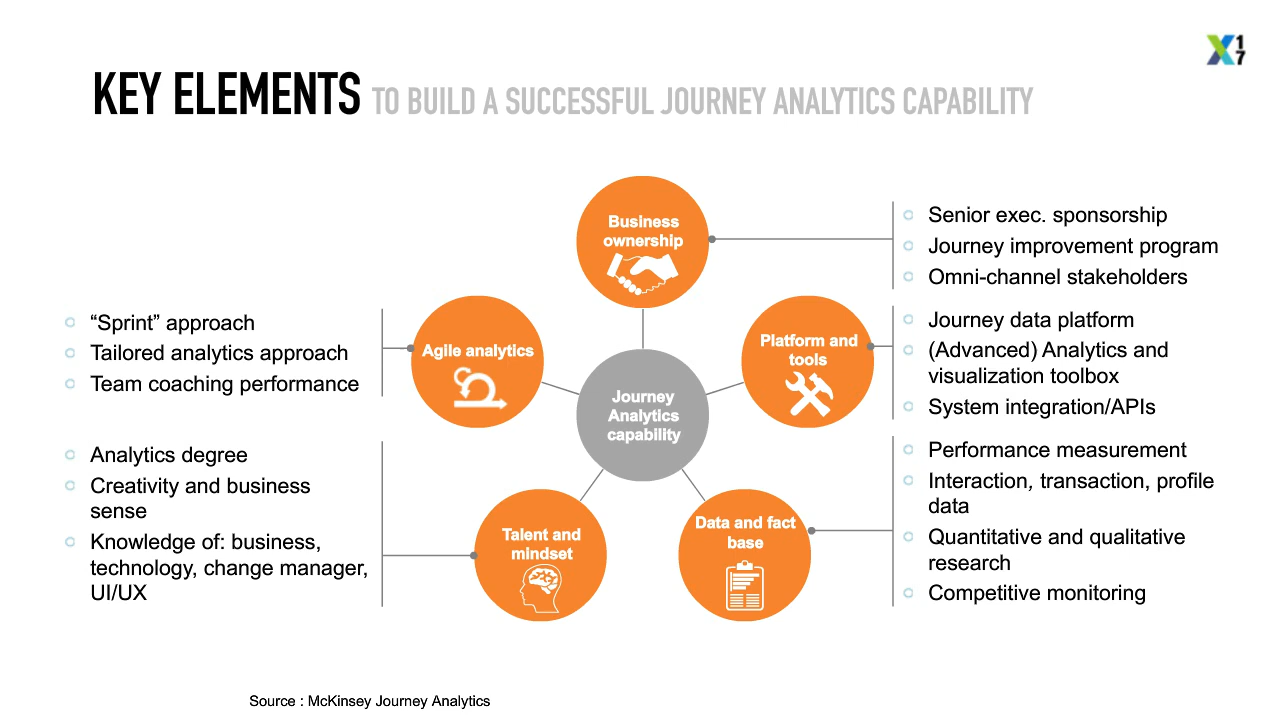 X17
KEY ELEMENTS TO BUILD A SUCCESSFUL JOURNEY ANALYTICS CAPABILITY
Business
ownership
Senior exec. sponsorship
Journey improvement program
Omni-channel stakeholders
Platform and
tools
Journey data platform
(Advanced) Analytics and
visualization toolbox
System integration/APIs
Data and fact
base
Performance measurement
Interaction, transaction, profile
data
Quantitative and qualitative
research
Competitive monitoring
Talent and
mindset
Analytics degree
Creativity and business
sense
Knowledge of: business,
technology, change manager,
UI/UX
Agile analytics
“Sprint” approach
Tailored analytics approach
Team coaching performance
Journey
Analytics
capability
Source : McKinsey Journey Analytics